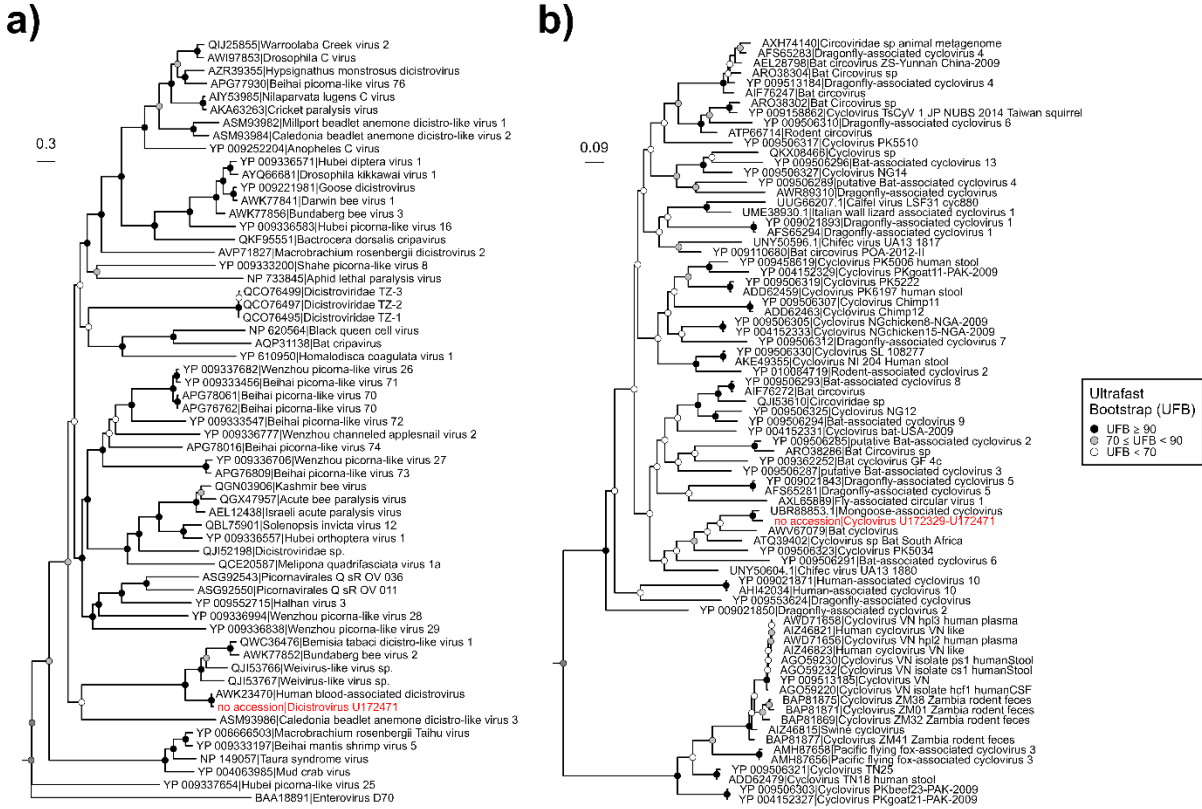 a)
QIJ25855|Warroolaba Creek virus 2
AWI97853|Drosophila C virus
AZR39355|Hypsignathus monstrosus dicistrovirus
APG77930|Beihai picorna-like virus 76
AIY53985|Nilaparvata lugens C virus
AKA63263|Cricket paralysis virus
ASM93982|Millport beadlet anemone dicistro-like virus 1
ASM93984|Caledonia beadlet anemone dicistro-like virus 2
YP 009252204|Anopheles C virus
0.3
YP 009336571|Hubei diptera virus 1
AYQ66681|Drosophila kikkawai virus 1
YP 009221981|Goose dicistrovirus
AWK77841|Darwin bee virus 1
AWK77856|Bundaberg bee virus 3
YP 009336583|Hubei picorna-like virus 16
QKF95551|Bactrocera dorsalis cripavirus
AVP71827|Macrobrachium rosenbergii dicistrovirus 2
YP 009333200|Shahe picorna-like virus 8
NP 733845|Aphid lethal paralysis virus
QCO76499|Dicistroviridae TZ-3
QCO76497|Dicistroviridae TZ-2
QCO76495|Dicistroviridae TZ-1
NP 620564|Black queen cell virus
AQP31138|Bat cripavirus
YP 610950|Homalodisca coagulata virus 1
YP 009337682|Wenzhou picorna-like virus 26
YP 009333456|Beihai picorna-like virus 71
APG78061|Beihai picorna-like virus 70
APG76762|Beihai picorna-like virus 70
YP 009333547|Beihai picorna-like virus 72
YP 009336777|Wenzhou channeled applesnail virus 2
APG78016|Beihai picorna-like virus 74
YP 009336706|Wenzhou picorna-like virus 27
APG76809|Beihai picorna-like virus 73
QGN03906|Kashmir bee virus
QGX47957|Acute bee paralysis virus
AEL12438|Israeli acute paralysis virus
QBL75901|Solenopsis invicta virus 12
YP 009336557|Hubei orthoptera virus 1
QJI52198|Dicistroviridae sp.
QCE20587|Melipona quadrifasciata virus 1a
ASG92543|Picornavirales Q sR OV 036
ASG92550|Picornavirales Q sR OV 011
YP 009552715|Halhan virus 3
YP 009336994|Wenzhou picorna-like virus 28
YP 009336838|Wenzhou picorna-like virus 29
QWC36476|Bemisia tabaci dicistro-like virus 1
AWK77852|Bundaberg bee virus 2
QJI53766|Weivirus-like virus sp.
QJI53767|Weivirus-like virus sp.
AWK23470|Human blood-associated dicistrovirus
no accession|Dicistrovirus U172471
ASM93986|Caledonia beadlet anemone dicistro-like virus 3
YP 006666503|Macrobrachium rosenbergii Taihu virus
YP 009333197|Beihai mantis shrimp virus 5
NP 149057|Taura syndrome virus
YP 004063985|Mud crab virus
YP 009337654|Hubei picorna-like virus 25
BAA18891|Enterovirus D70
b)
AXH74140|Circoviridae sp animal metagenome
AFS65283|Dragonfly-associated cyclovirus 4
AEL28798|Bat circovirus ZS-Yunnan China-2009
ARO38304|Bat Circovirus sp
YP 009513184|Dragonfly-associated cyclovirus 4
AIF76247|Bat circovirus
ARO38302|Bat Circovirus sp
YP 009158862|Cyclovirus TsCyV 1 JP NUBS 2014 Taiwan squirrel
YP 009506310|Dragonfly-associated cyclovirus 6
ATP66714|Rodent circovirus
YP 009506317|Cyclovirus PK5510
0.09
QKX08466|Cyclovirus sp
YP 009506296|Bat-associated cyclovirus 13
YP 009506327|Cyclovirus NG14
YP 009506289|putative Bat-associated cyclovirus 4
AWR89310|Dragonfly-associated cyclovirus
UUG66207.1|Calfel virus LSF31 cyc880
UME38930.1|Italian wall lizard associated cyclovirus 1
YP 009021893|Dragonfly-associated cyclovirus 1
AFS65294|Dragonfly-associated cyclovirus 1
UNY50596.1|Chifec virus UA13 1817
YP 009110680|Bat circovirus POA-2012-II
YP 009458619|Cyclovirus PK5006 human stool
YP 004152329|Cyclovirus PKgoat11-PAK-2009
YP 009506319|Cyclovirus PK5222
ADD62459|Cyclovirus PK6197 human stool
YP 009506307|Cyclovirus Chimp11
ADD62463|Cyclovirus Chimp12
YP 009506305|Cyclovirus NGchicken8-NGA-2009
YP 004152333|Cyclovirus NGchicken15-NGA-2009
YP 009506312|Dragonfly-associated cyclovirus 7
YP 009506330|Cyclovirus SL 108277
AKE49355|Cyclovirus NI 204 Human stool
YP 010084719|Rodent-associated cyclovirus 2
YP 009506293|Bat-associated cyclovirus 8
AIF76272|Bat circovirus
QJI53610|Circoviridae sp
YP 009506325|Cyclovirus NG12
YP 009506294|Bat-associated cyclovirus 9
YP 004152331|Cyclovirus bat-USA-2009
YP 009506285|putative Bat-associated cyclovirus 2
ARO38286|Bat Circovirus sp
YP 009362252|Bat cyclovirus GF 4c
YP 009506287|putative Bat-associated cyclovirus 3
YP 009021843|Dragonfly-associated cyclovirus 5
AFS65281|Dragonfly-associated cyclovirus 5
AXL65889|Fly-associated circular virus 1
UBR88853.1|Mongoose-associated cyclovirus
no accession|Cyclovirus U172329-U172471
AWV67079|Bat cyclovirus
ATQ39402|Cyclovirus sp Bat South Africa
YP 009506323|Cyclovirus PK5034
YP 009506291|Bat-associated cyclovirus 6
UNY50604.1|Chifec virus UA13 1880
YP 009021871|Human-associated cyclovirus 10
AHI42034|Human-associated cyclovirus 10
YP 009553624|Dragonfly-associated cyclovirus
YP 009021850|Dragonfly-associated cyclovirus 2
AWD71658|Cyclovirus VN hpl3 human plasma
AIZ46821|Human cyclovirus VN like
AWD71656|Cyclovirus VN hpl2 human plasma
AIZ46823|Human cyclovirus VN like
AGO59230|Cyclovirus VN isolate ps1 humanStool
AGO59232|Cyclovirus VN isolate cs1 humanStool
YP 009513185|Cyclovirus VN
AGO59220|Cyclovirus VN isolate hcf1 humanCSF
BAP81875|Cyclovirus ZM38 Zambia rodent feces
BAP81871|Cyclovirus ZM01 Zambia rodent feces
BAP81869|Cyclovirus ZM32 Zambia rodent feces
AIZ46825|Swine cyclovirus
BAP81877|Cyclovirus ZM41 Zambia rodent feces
AMH87658|Pacific flying fox-associated cyclovirus 3
AMH87656|Pacific flying fox-associated cyclovirus 3
YP 009506321|Cyclovirus TN25
ADD62479|Cyclovirus TN18 human stool
YP 009506303|Cyclovirus PKbeef23-PAK-2009
YP 004152327|Cyclovirus PKgoat21-PAK-2009
Ultrafast
Bootstrap (UFB)
UFB ≥ 90
70 ≤ UFB < 90
UFB < 70